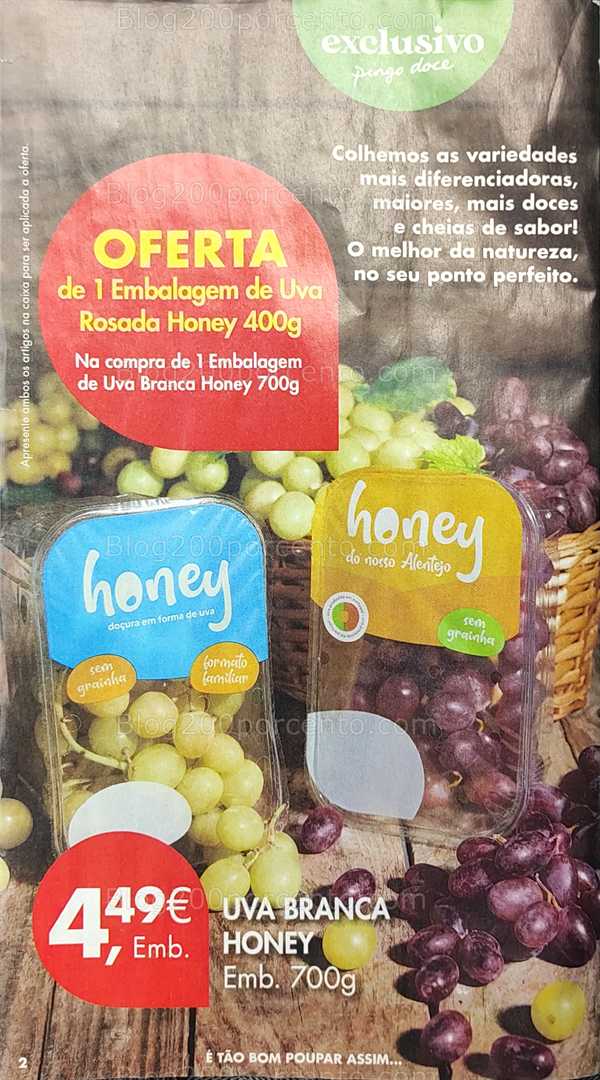 exclusivo
pingo doce
Colhemos as variedades
mais diferenciadoras,
maiores, mais doces
e cheias de sabor!
O melhor da natureza,
no seu ponto perfeito.
Apresente ambos os artigos na caixa para ser aplicada a oferta.
OFERTA
de 1 Embalagem de Uva
Rosada Honey 400g
Na compra de 1 Embalagem
de Uva Branca Honey 700g
honey
doçura em forma de uva
sem
grainha
formato
familiar
honey
do nosso Alentejo
sem
grainha
4,49€
Emb.
UVA BRANCA
HONEY
Emb. 700g
2
É TÃO BOM POUPAR ASSIM...
Blog200porcento.com